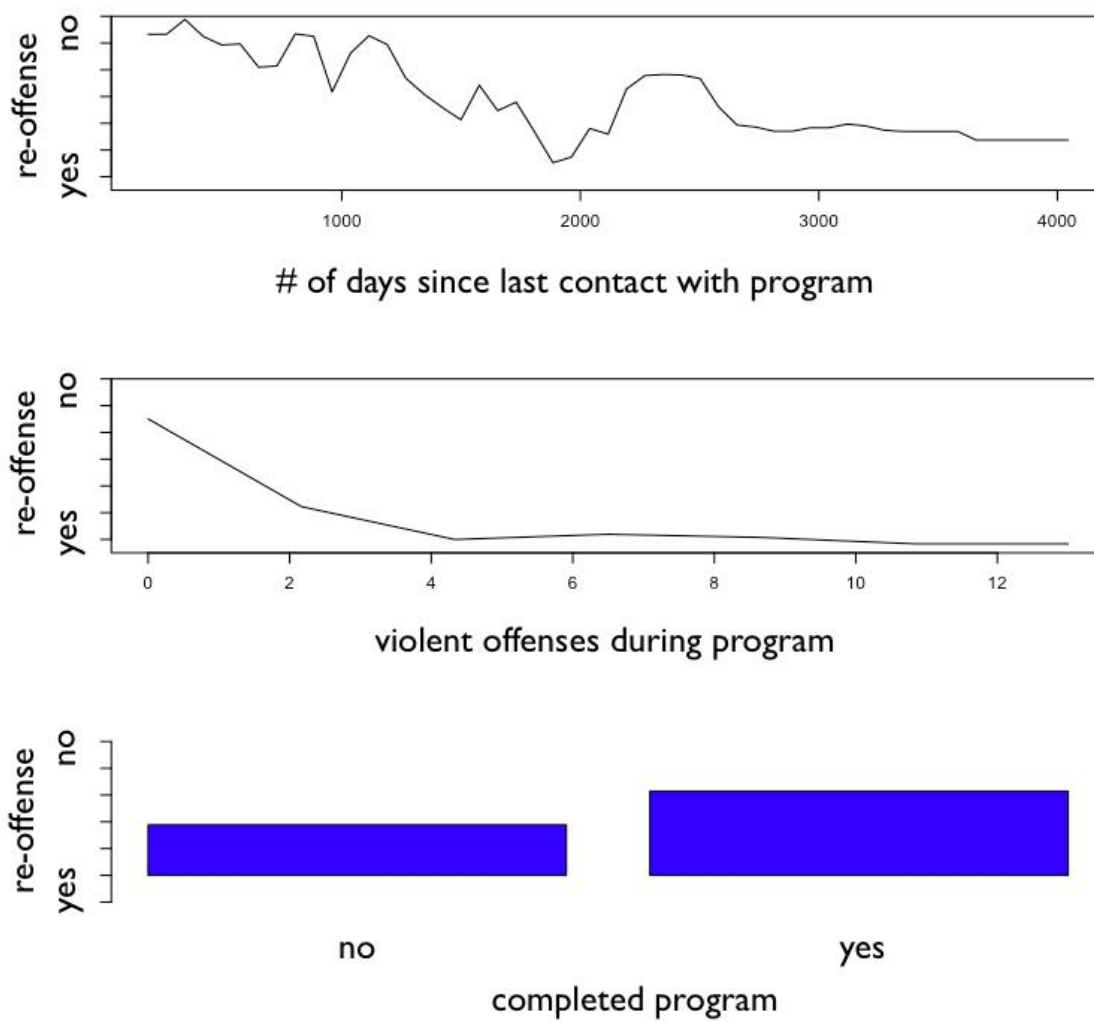 no
re-offense
yes
1000 2000 3000 4000
# of days since last contact with program
no
re-offense
yes
0 2 4 6 8 10 12
violent offenses during program
no
re-offense
yes
no yes
completed program